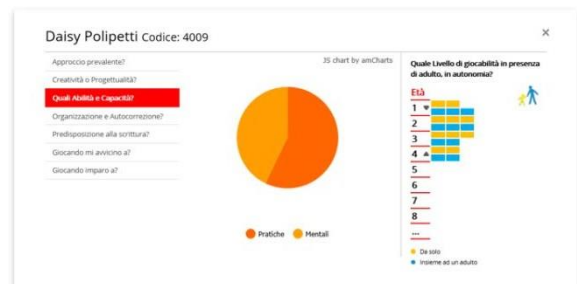 Daisy Polipetti Codice: 4009
×
Approccio prevalente?
Creatività o Progettualità?
Quali Abilità e Capacità?
Organizzazione e Autocorrezione?
Predisposizione alla scrittura?
Giocando mi avvicino a?
Giocando imparo a?
JS chart by amCharts
Pratiche
Mentali
Quale Livello di giocabilità in presenza
di adulto, in autonomia?
Età
1
2
3
4
5
6
7
8
...
Da solo
Insieme ad un adulto